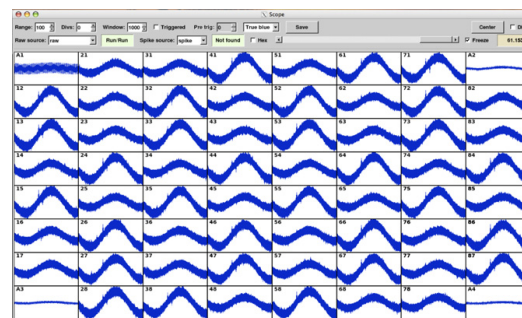 Scope
Range: 100 Divs: 0 Window: 1000 Triggered Pre trig: 0 True blue Save Center
Raw source: raw Run/Run Spike source: spike Not found Hex Freeze
A1 21 31 41 51 61 71 A2
12 22 32 42 52 62 72 82
13 23 33 43 53 63 73 83
14 24 34 44 54 64 74 84
15 25 35 45 55 65 75 85
16 26 36 46 56 66 76 86
17 27 37 47 57 67 77 87
A3 28 38 48 58 68 78 A4